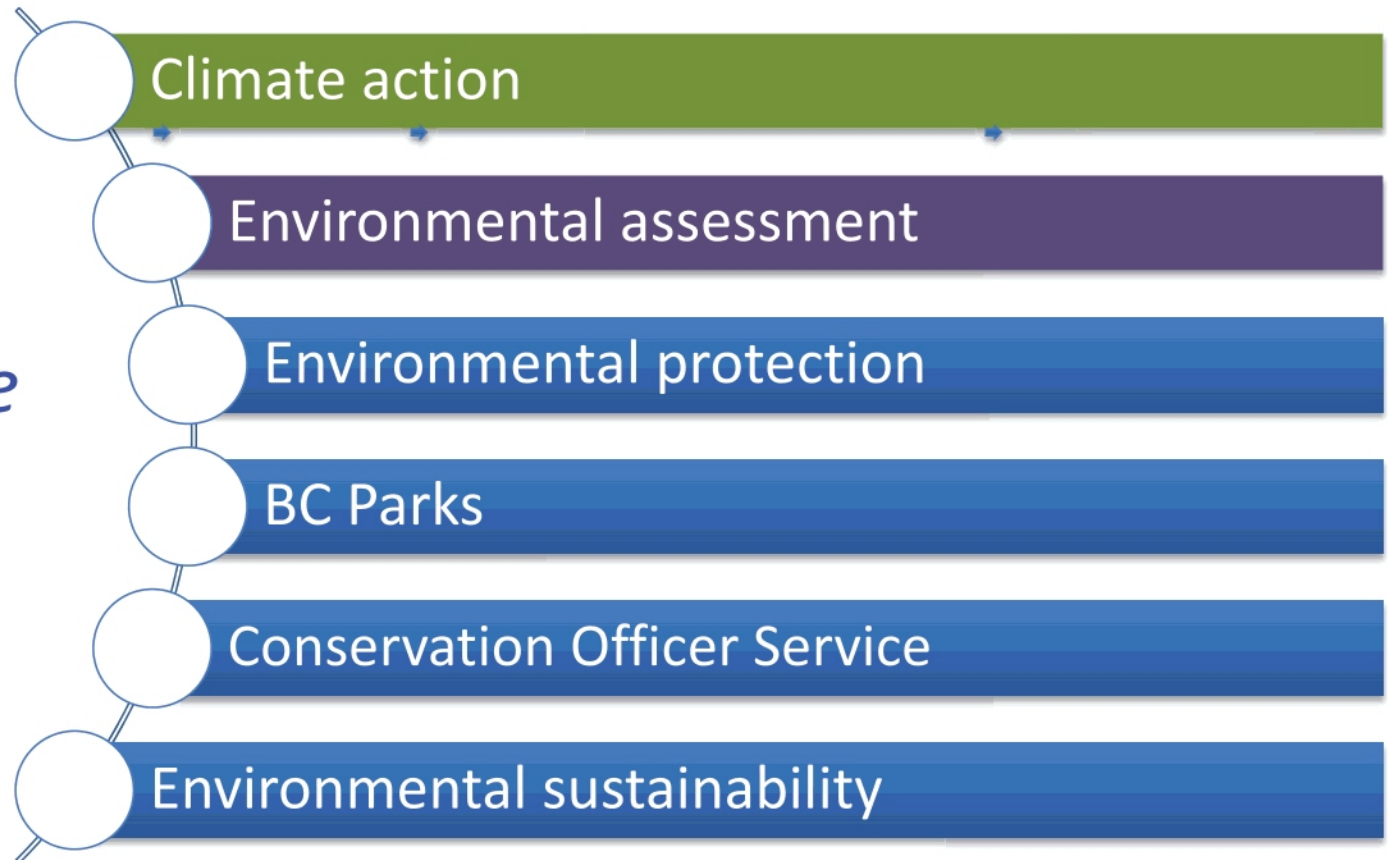 Climate action
Environmental assessment
Environmental protection
e
BC Parks
Conservation Officer Service
Environmental sustainability